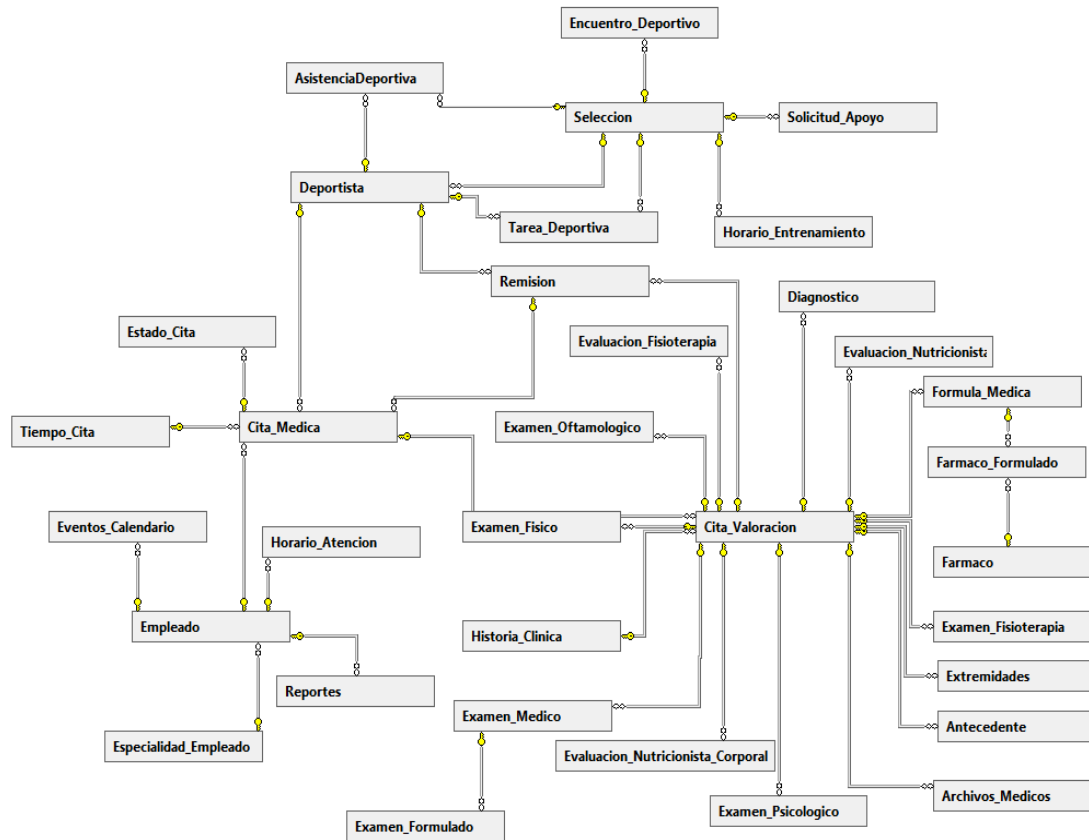 Encuentro_Deportivo
AsistenciaDeportiva
Seleccion
Solicitud_Apoyo
Deportista
Tarea_Deportiva
Horario_Entrenamiento
Remision
Diagnostico
Estado_Cita
Evaluacion_Fisioterapia
Evaluacion_Nutricionista
Formula_Medica
Tiempo_Cita
Cita_Medica
Examen_Oftamologico
Farmaco_Formulado
Eventos_Calendario
Horario_Atencion
Examen_Fisico
Cita_Valoracion
Farmaco
Empleado
Historia_Clinica
Examen_Fisioterapia
Extremidades
Reportes
Examen_Medico
Antecedente
Especialidad_Empleado
Evaluacion_Nutricionista_Corporal
Archivos_Medicos
Examen_Psicologico
Examen_Formulado